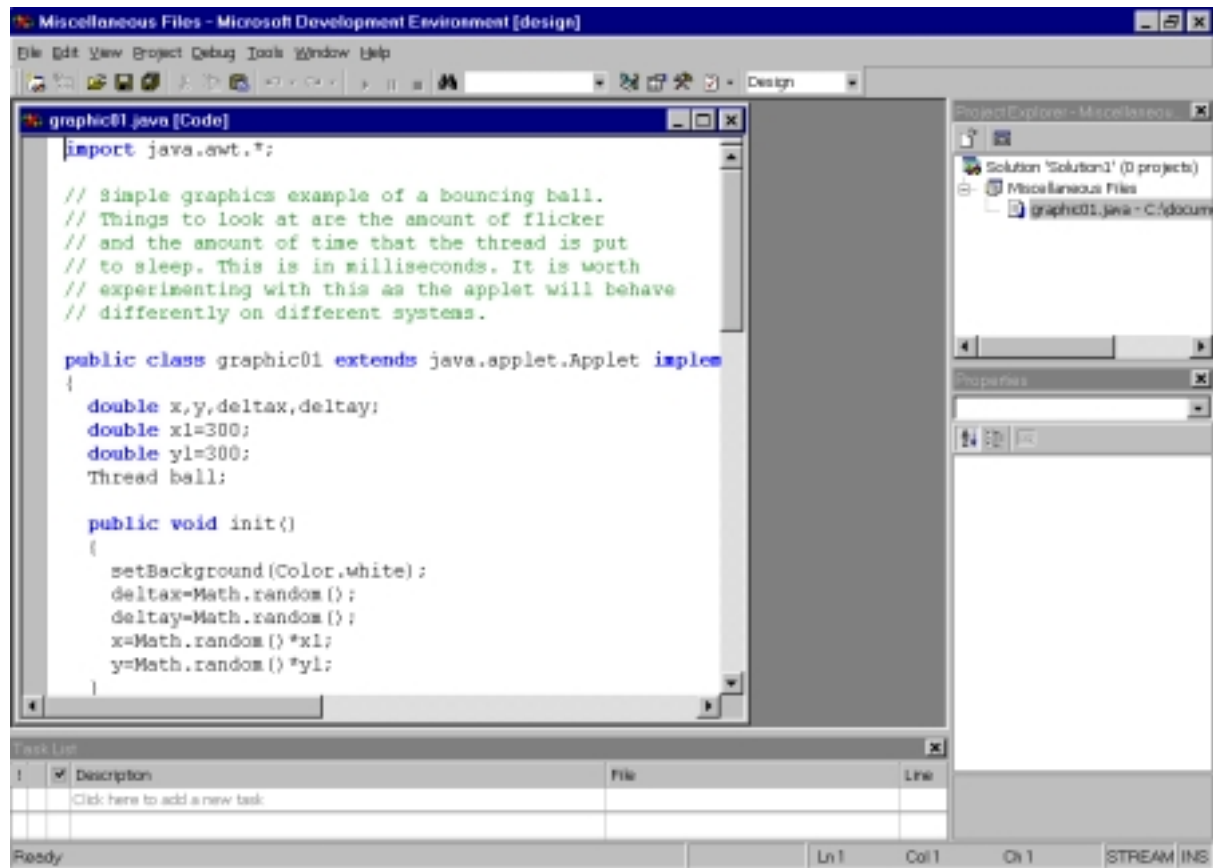 Miscellaneous Files - Microsoft Development Environment [design]
File Edit View Project Debug Tools Window Help
Design
graphic01.java [Code]
import java.awt.*;
// Simple graphics example of a bouncing ball.
// Things to look at are the amount of flicker
// and the amount of time that the thread is put
// to sleep. This is in milliseconds. It is worth
// experimenting with this as the applet will behave
// differently on different systems.
public class graphic01 extends java.applet.Applet implem
{
double x,y,deltax,deltay;
double x1=300;
double y1=300;
Thread ball;
public void init()
{
setBackground(Color.white);
deltax=Math.random();
deltay=Math.random();
x=Math.random()*x1;
y=Math.random()*y1;
}
Project Explorer - Miscellaneou...
Solution 'Solution1' (0 projects)
Miscellaneous Files
graphic01.java - C:\docum
Properties
Task List
! Description File Line
Click here to add a new task
Ready Ln 1 Col 1 Ch 1 STREAM INS